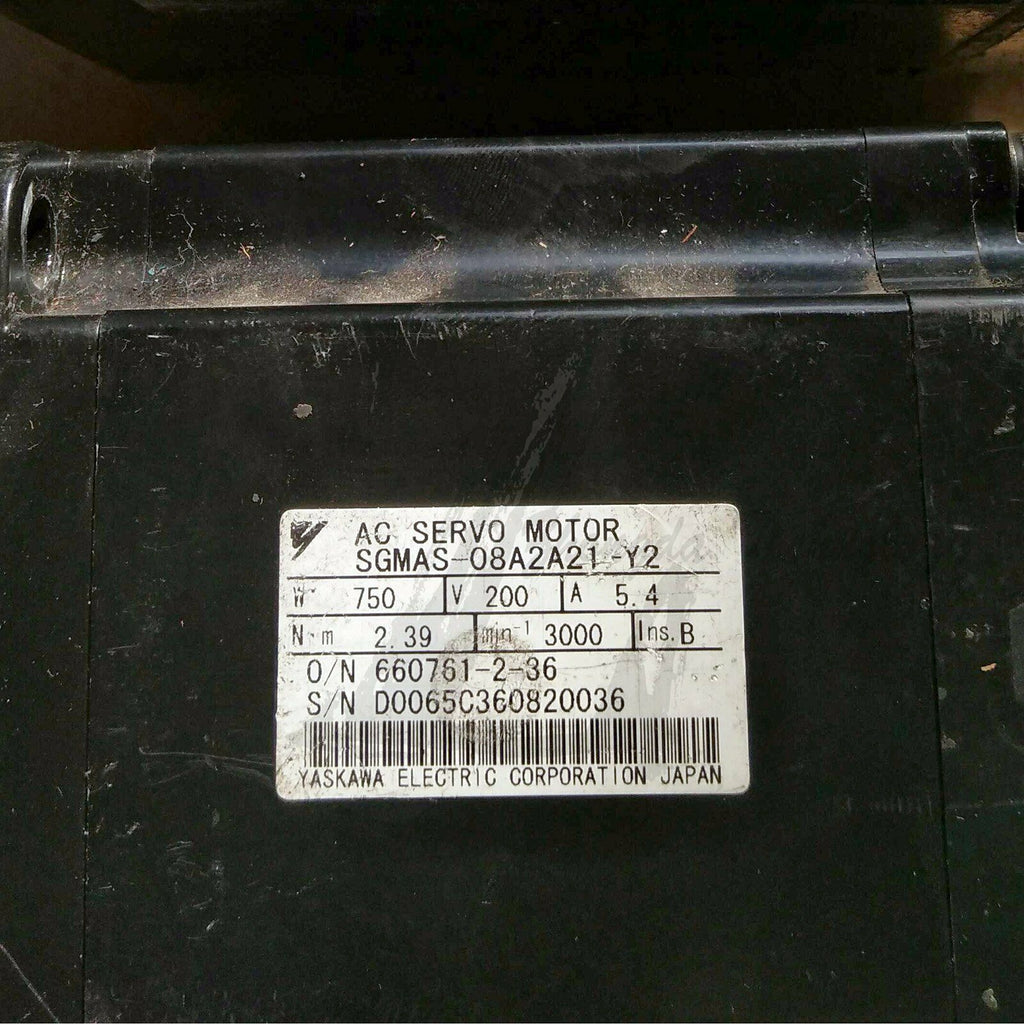 AC SERVO MOTOR
SGMAS-08A2A21-Y2
W 750 V 200 A 5.4
N·m 2.39 min⁻¹ 3000 Ins. B
O/N 660761-2-36
S/N D0065C360820036
YASKAWA ELECTRIC CORPORATION JAPAN